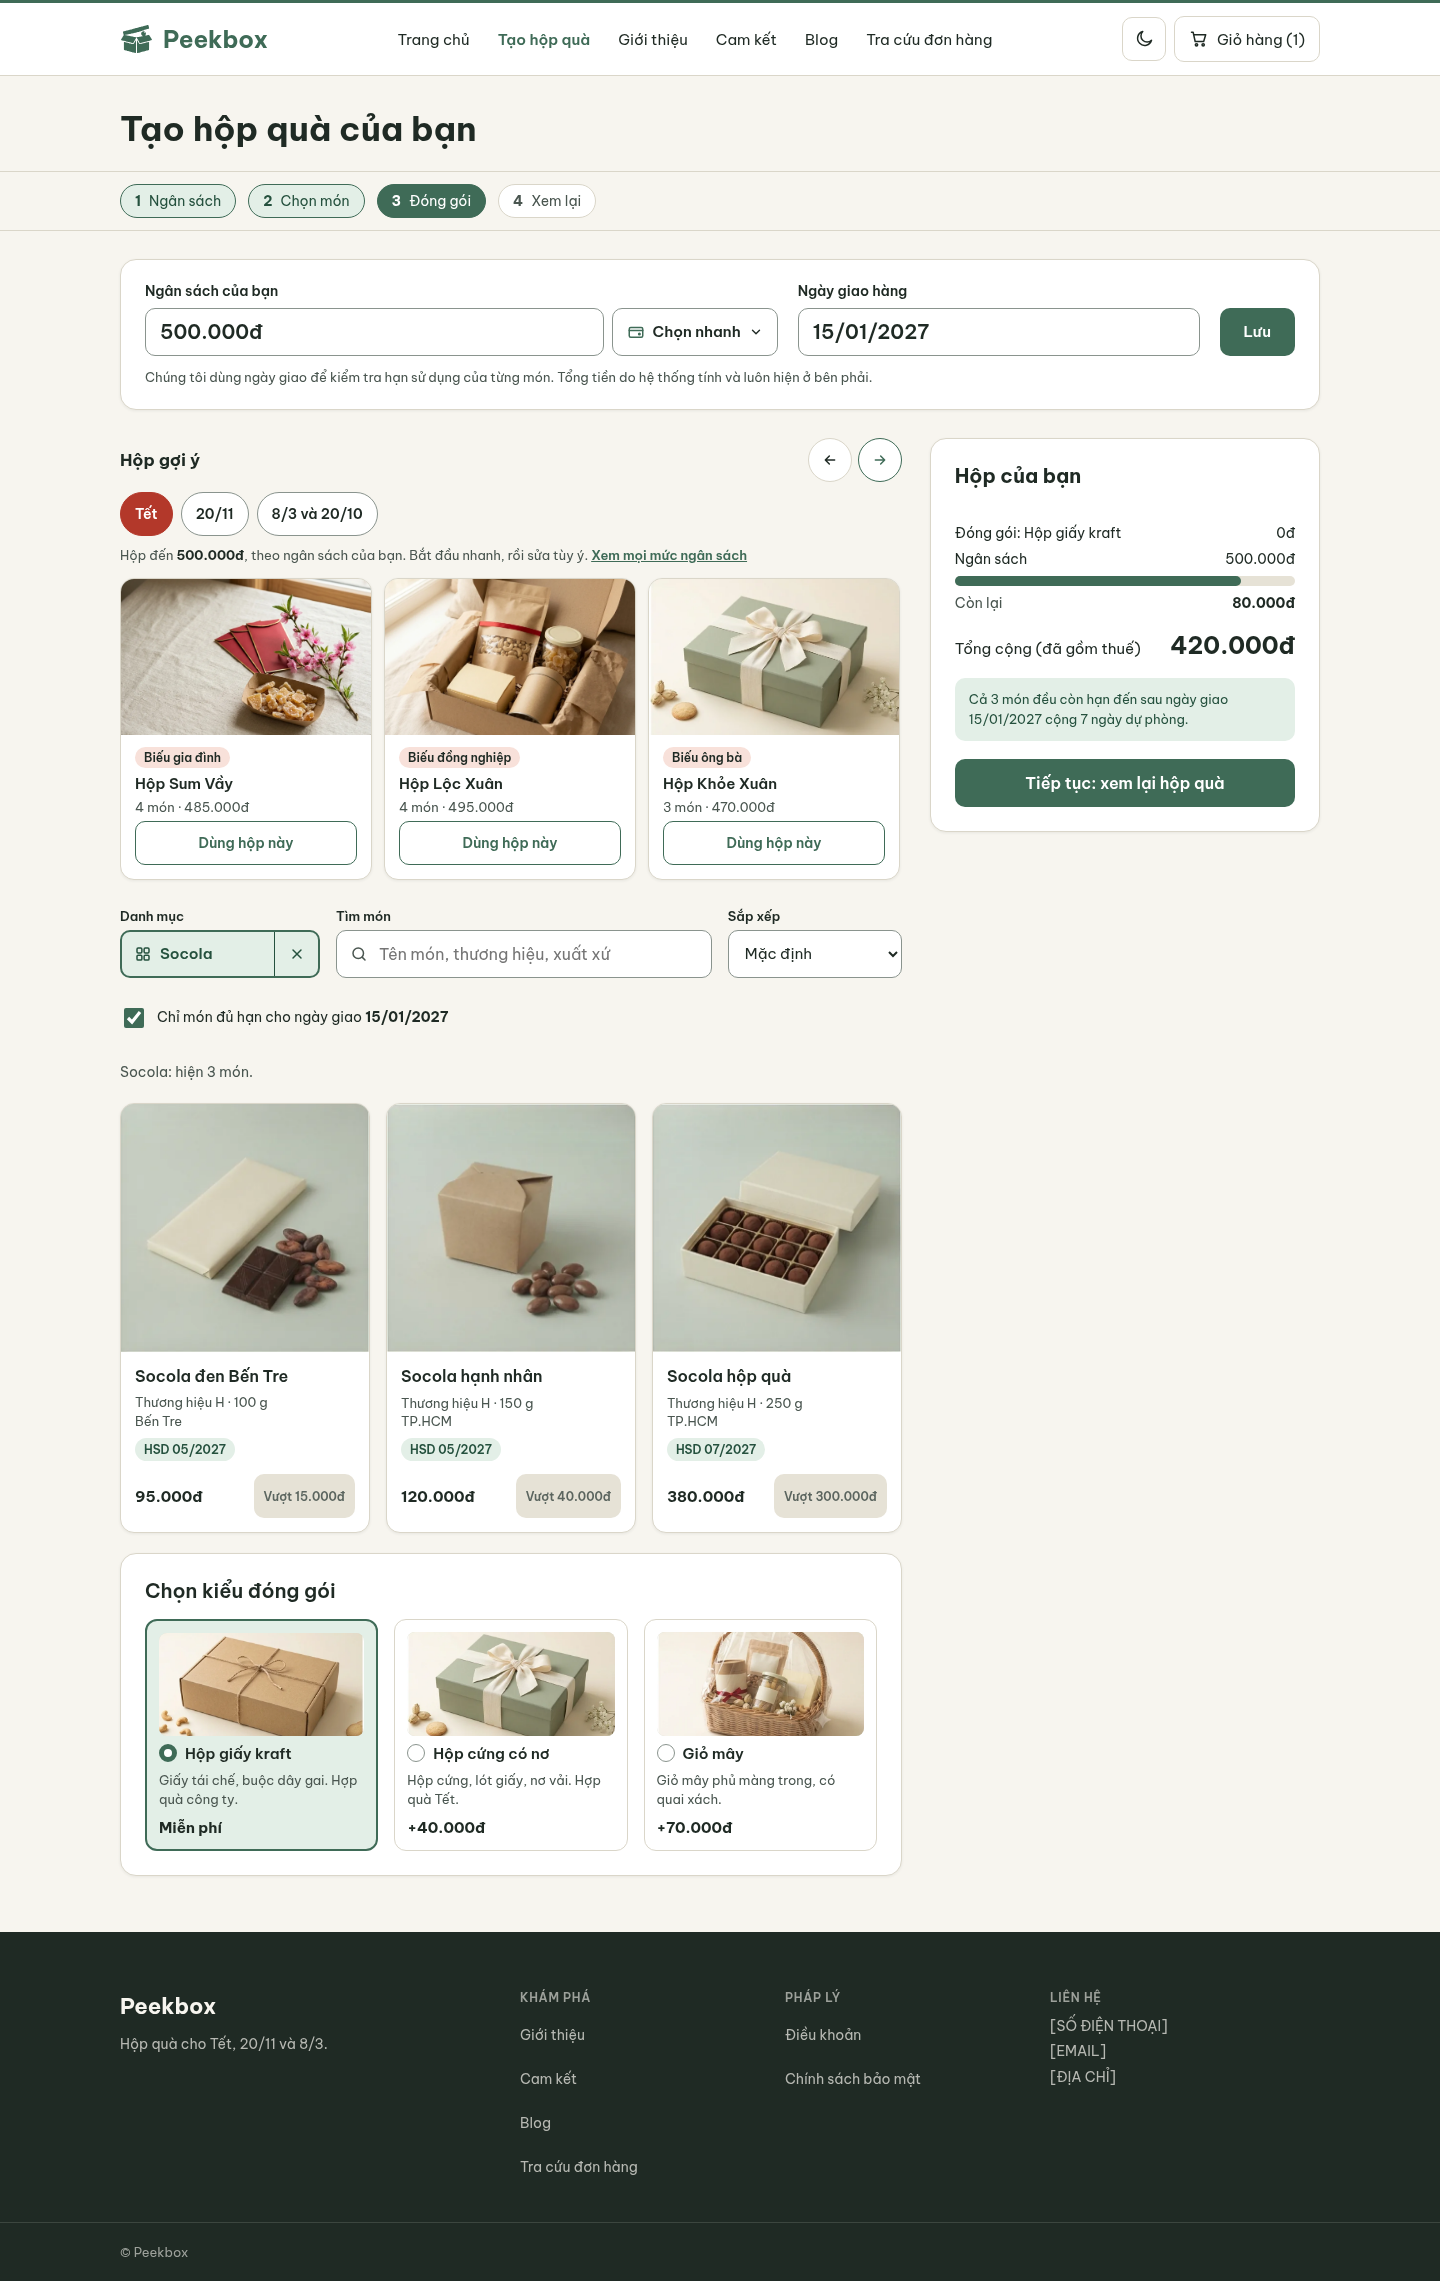 Peekbox
Trang chủ
Tạo hộp quà
Giới thiệu
Cam kết
Blog
Tra cứu đơn hàng
Giỏ hàng (1)
Tạo hộp quà của bạn
1 Ngân sách
2 Chọn món
3 Đóng gói
4 Xem lại
Ngân sách của bạn
500.000đ
Chọn nhanh
Ngày giao hàng
15/01/2027
Lưu
Chúng tôi dùng ngày giao để kiểm tra hạn sử dụng của từng món. Tổng tiền do hệ thống tính và luôn hiện ở bên phải.
Hộp gợi ý
Tết
20/11
8/3 và 20/10
Hộp đến 500.000đ, theo ngân sách của bạn. Bắt đầu nhanh, rồi sửa tùy ý. Xem mọi mức ngân sách
Biếu gia đình
Hộp Sum Vầy
4 món · 485.000đ
Dùng hộp này
Biếu đồng nghiệp
Hộp Lộc Xuân
4 món · 495.000đ
Dùng hộp này
Biếu ông bà
Hộp Khỏe Xuân
3 món · 470.000đ
Dùng hộp này
Hộp của bạn
Đóng gói: Hộp giấy kraft 0đ
Ngân sách 500.000đ
Còn lại 80.000đ
Tổng cộng (đã gồm thuế) 420.000đ
Cả 3 món đều còn hạn đến sau ngày giao
15/01/2027 cộng 7 ngày dự phòng.
Tiếp tục: xem lại hộp quà
Danh mục
Socola
Tìm món
Tên món, thương hiệu, xuất xứ
Sắp xếp
Mặc định
Chỉ món đủ hạn cho ngày giao 15/01/2027
Socola: hiện 3 món.
Socola đen Bến Tre
Thương hiệu H · 100 g
Bến Tre
HSD 05/2027
95.000đ
Vượt 15.000đ
Socola hạnh nhân
Thương hiệu H · 150 g
TP.HCM
HSD 05/2027
120.000đ
Vượt 40.000đ
Socola hộp quà
Thương hiệu H · 250 g
TP.HCM
HSD 07/2027
380.000đ
Vượt 300.000đ
Chọn kiểu đóng gói
Hộp giấy kraft
Giấy tái chế, buộc dây gai. Hợp
quà công ty.
Miễn phí
Hộp cứng có nơ
Hộp cứng, lót giấy, nơ vải. Hợp
quà Tết.
+40.000đ
Giỏ mây
Giỏ mây phủ màng trong, có
quai xách.
+70.000đ
Peekbox
Hộp quà cho Tết, 20/11 và 8/3.
KHÁM PHÁ
Giới thiệu
Cam kết
Blog
Tra cứu đơn hàng
PHÁP LÝ
Điều khoản
Chính sách bảo mật
LIÊN HỆ
[SỐ ĐIỆN THOẠI]
[EMAIL]
[ĐỊA CHỈ]
© Peekbox